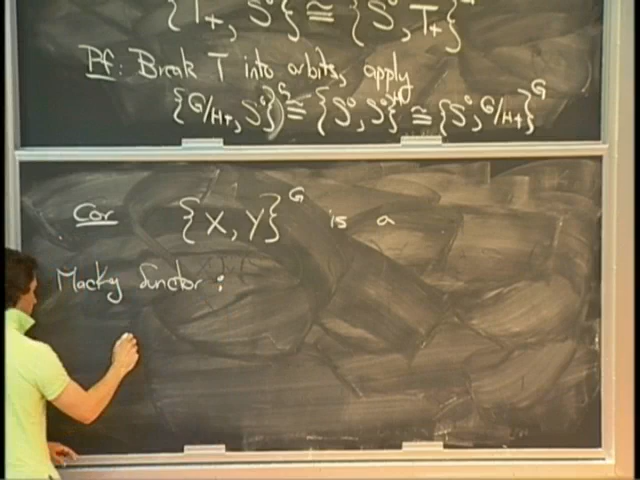 {T₊, S⁰} ≅ {S⁰, T₊}
Pf: Break T into orbits, apply
{G/H₊, S⁰}ᴳ ≅ {S⁰, S⁰}ᴴ ≅ {S⁰, G/H₊}ᴳ
Cor {X, Y}ᴳ is a
Macky functor :